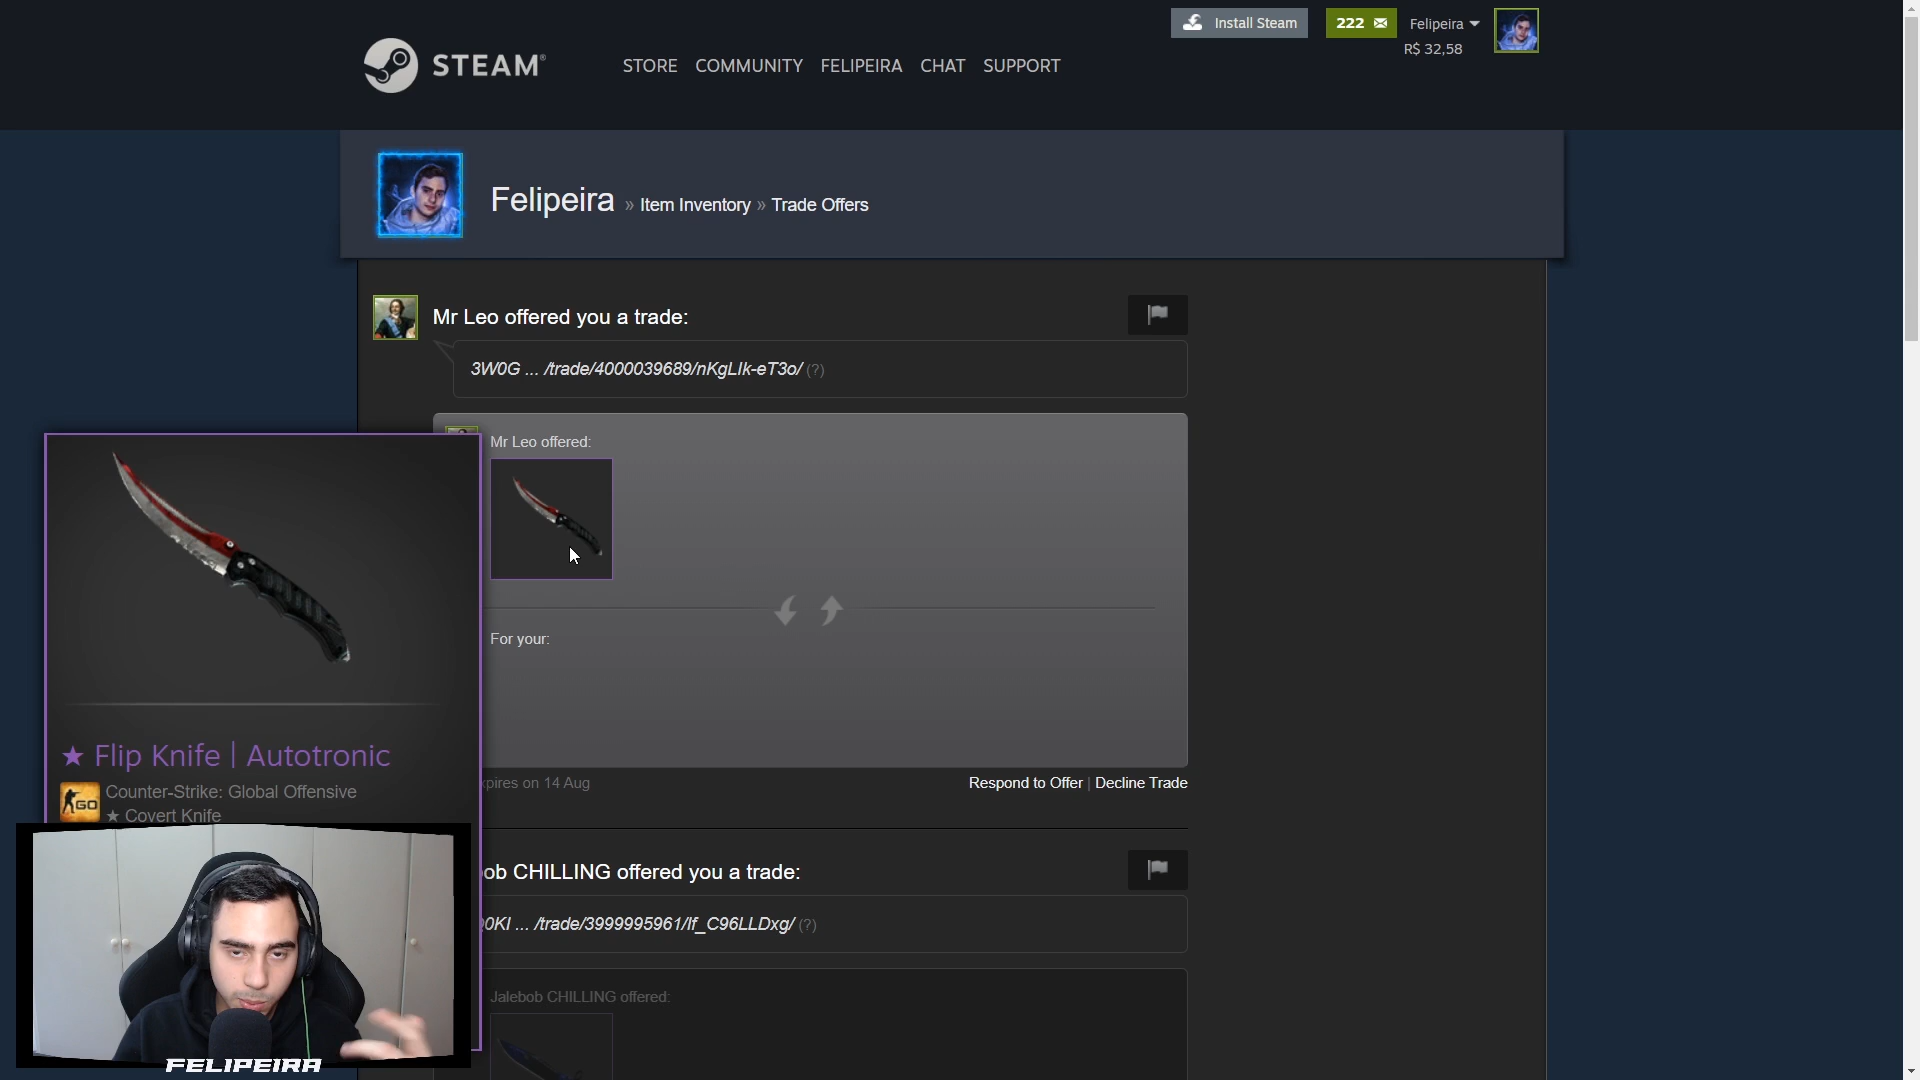 Install Steam
222
Felipeira
R$ 32,58
STEAM®
STORE COMMUNITY FELIPEIRA CHAT SUPPORT
Felipeira » Item Inventory » Trade Offers
Mr Leo offered you a trade:
3W0G ... /trade/4000039689/nKgLIk-eT3o/ (?)
Mr Leo offered:
For your:
xpires on 14 Aug
Respond to Offer | Decline Trade
★ Flip Knife | Autotronic
GO
Counter-Strike: Global Offensive
★ Covert Knife
ob CHILLING offered you a trade:
0KI ... /trade/3999995961/If_C96LLDxg/ (?)
Jalebob CHILLING offered:
FELIPEIRA